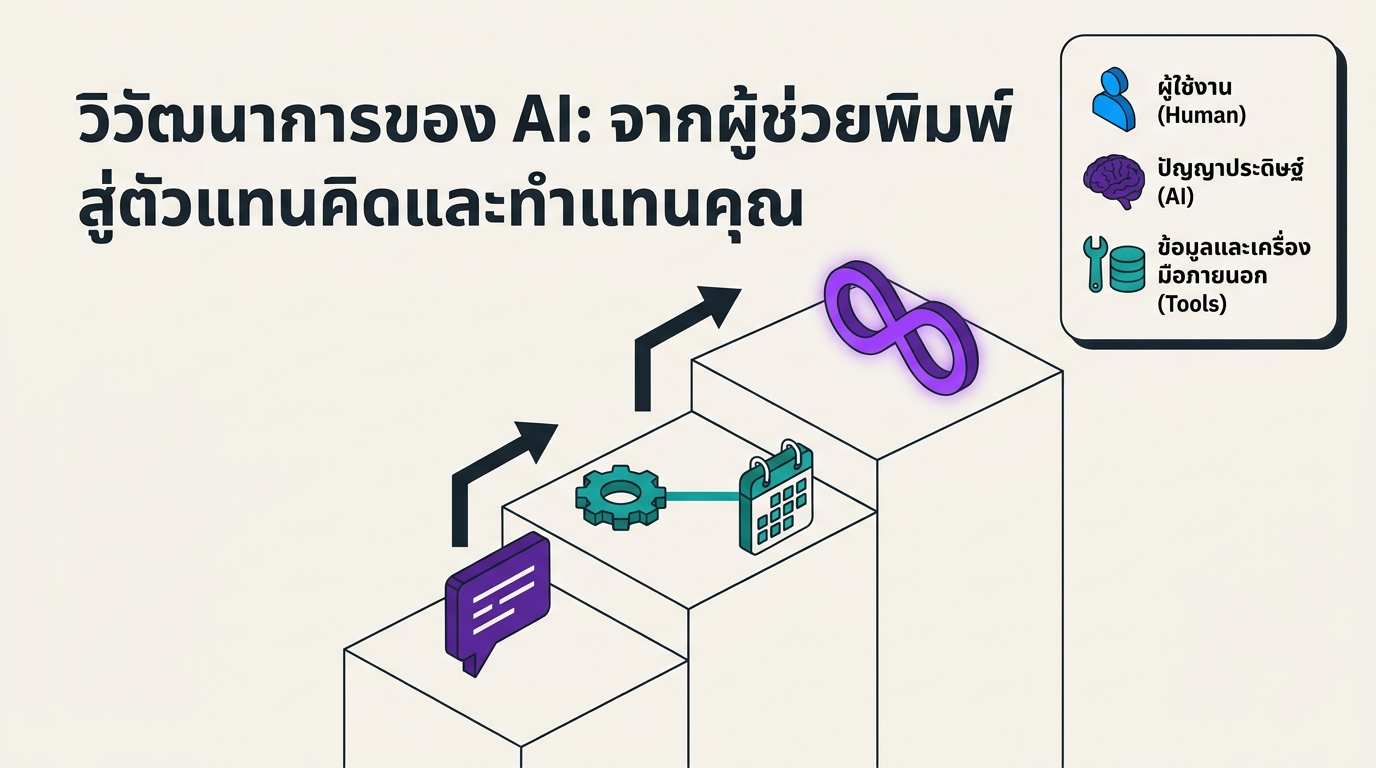 วิวัฒนาการของ AI: จากผู้ช่วยพิมพ์
สู่ตัวแทนคิดและทำแทนคุณ
ผู้ใช้งาน
(Human)
ปัญญาประดิษฐ์
(AI)
ข้อมูลและเครื่อง
มือภายนอก
(Tools)